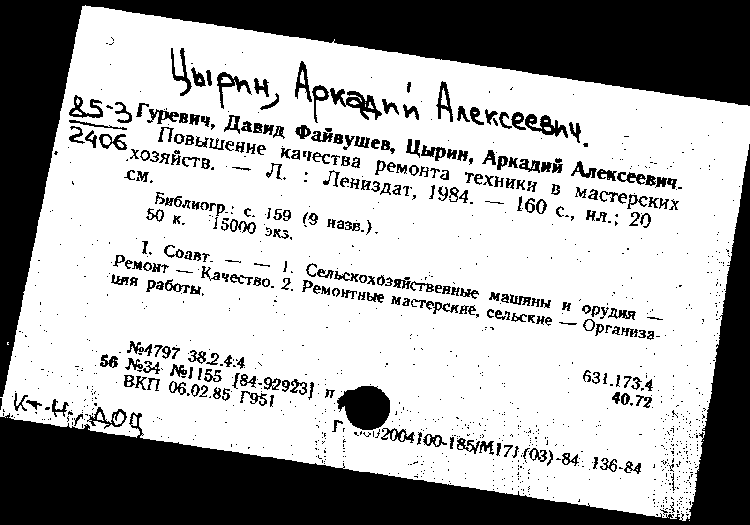 Цырин, Аркадий Алексеевич.
85-3
2406
Гуревич, Давид Файвушев, Цырин, Аркадий Алексеевич.
Повышение качества ремонта техники в мастерских
хозяйств. — Л. : Лениздат, 1984. — 160 с., ил.; 20
см.
Библиогр.: с. 159 (9 назв.).
50 к. 15000 экз.
I. Соавт. — — 1. Сельскохозяйственные машины и орудия —
Ремонт — Качество. 2. Ремонтные мастерские, сельские — Организа-
ция работы.
№4797 38.2.4.4
631.173.4
56 №34 №1155 [84-92923] п
40.72
ВКП 06.02.85 Г951
Г 2004100-185/М171(03)-84 136-84
к.т.н., доц